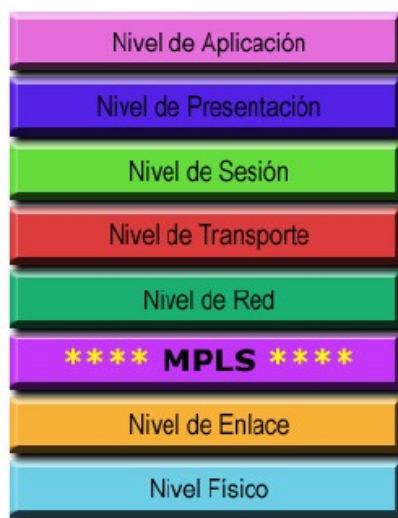 Nivel de Aplicación
Nivel de Presentación
Nivel de Sesión
Nivel de Transporte
Nivel de Red
**** MPLS ****
Nivel de Enlace
Nivel Físico